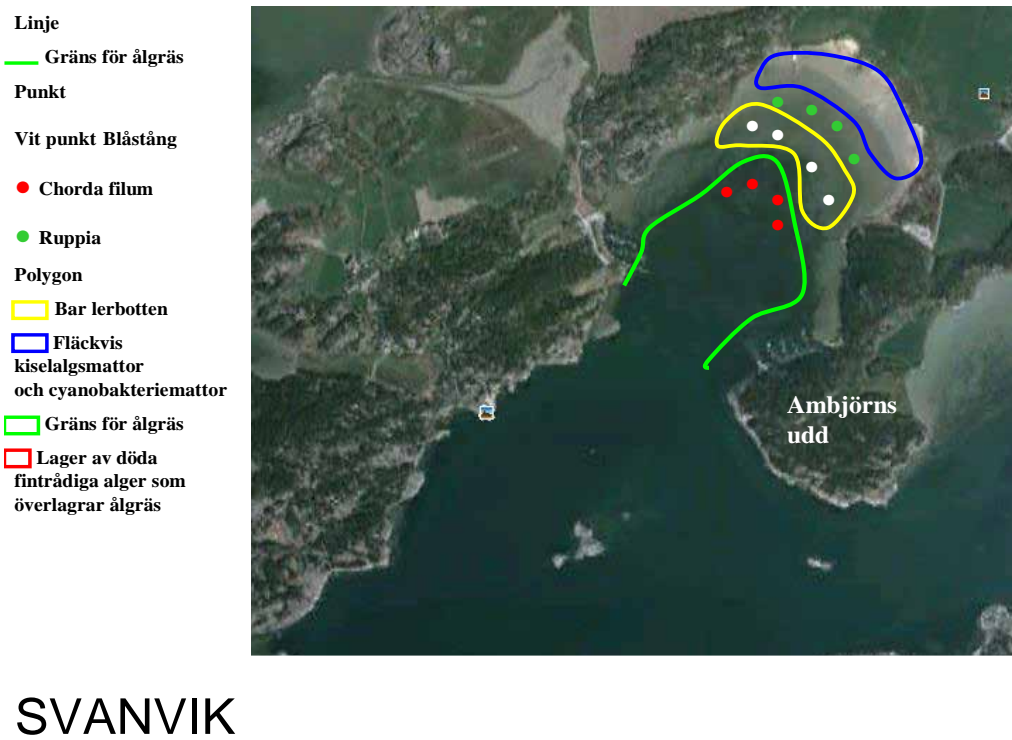 Linje
Gräns för ålgräs
Punkt
Vit punkt Blåstång
Chorda filum
Ruppia
Polygon
Bar lerbotten
Fläckvis
kiselalgsmattor
och cyanobakteriemattor
Gräns för ålgräs
Lager av döda
fintrådiga alger som
överlagrar ålgräs
Ambjörns
udd
SVANVIK